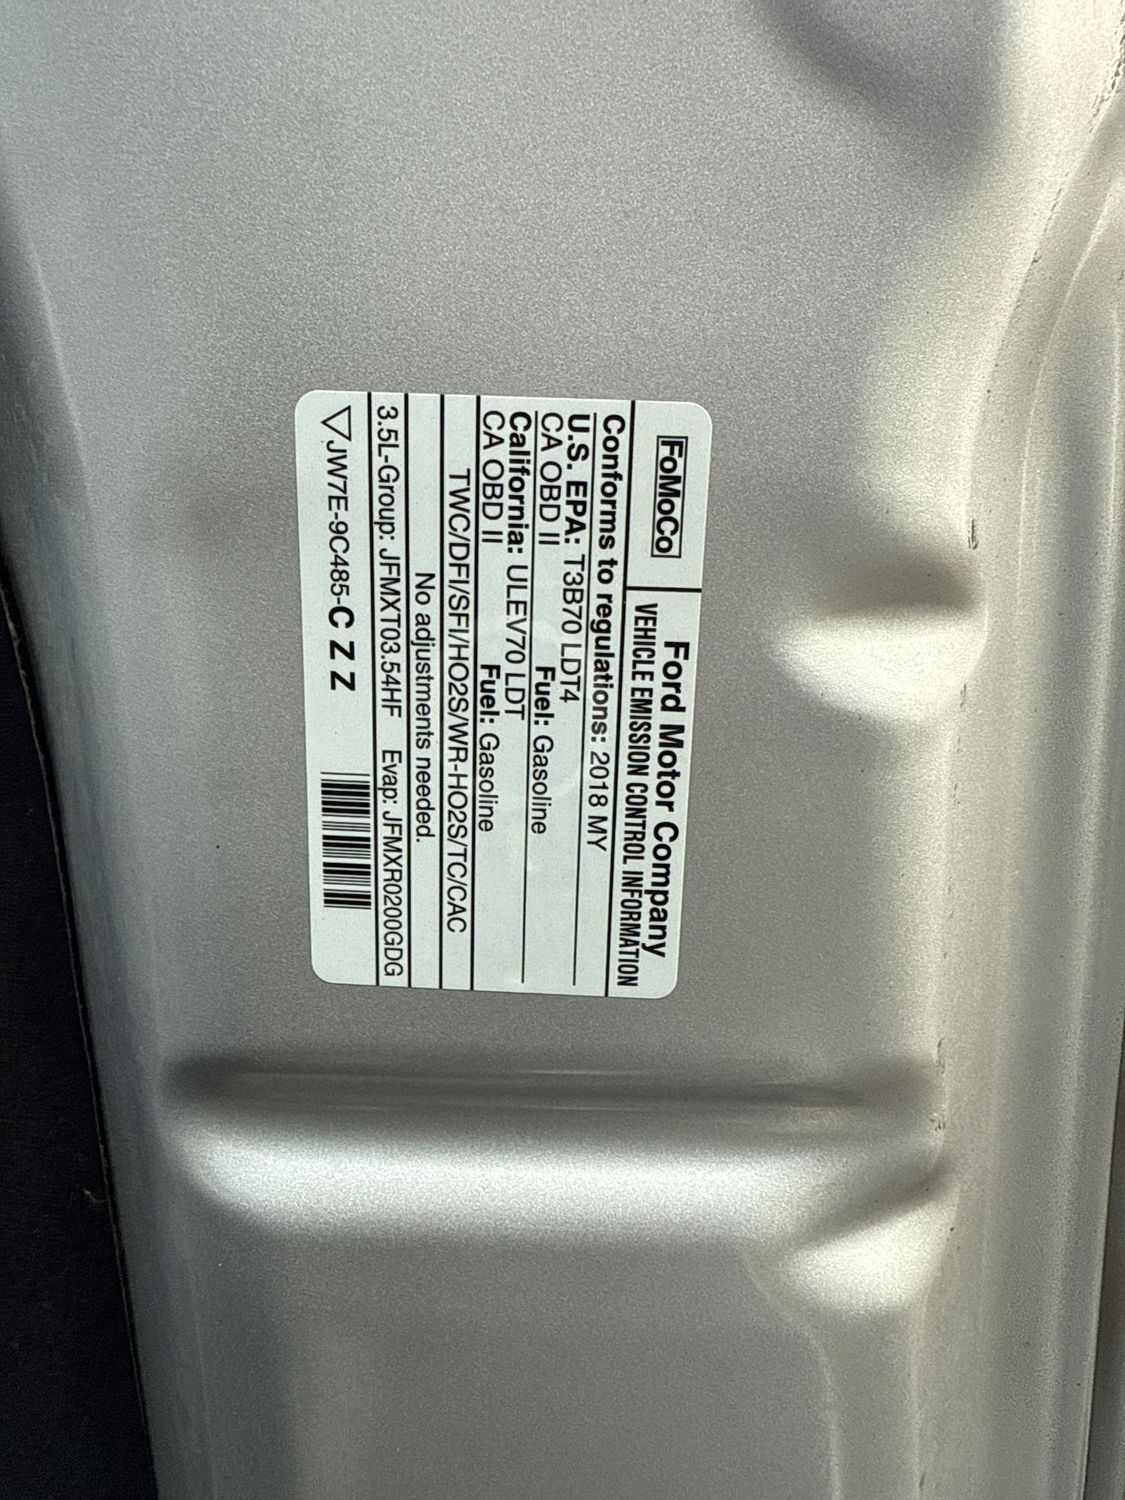 FoMoCo
Ford Motor Company
VEHICLE EMISSION CONTROL INFORMATION
Conforms to regulations: 2018 MY
U.S. EPA: T3B70 LDT4
CA OBD II Fuel: Gasoline
California: ULEV70 LDT
CA OBD II Fuel: Gasoline
TWC/DFI/SFI/HO2S/WR-HO2S/TC/CAC
No adjustments needed.
3.5L-Group: JFMXT03.54HF Evap: JFMXR0200GDG
JW7E-9C485-C Z Z